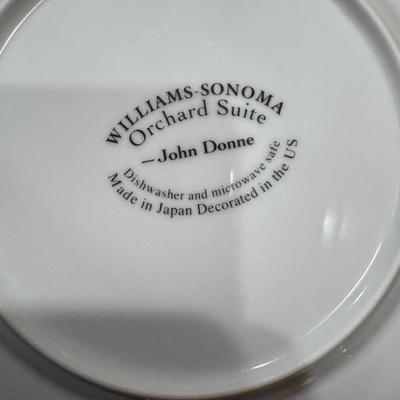 WILLIAMS-SONOMA
Orchard Suite
~John Donne
Dishwasher and microwave safe
Made in Japan Decorated in the US